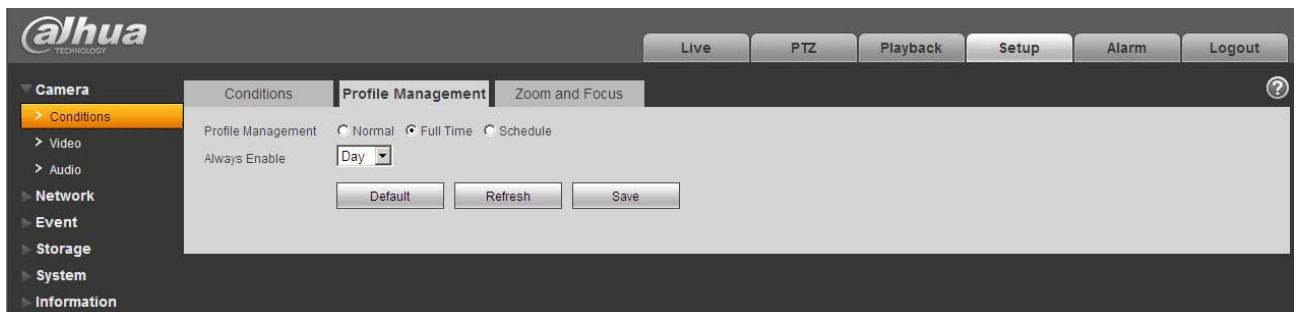 alhua
TECHNOLOGY
Live PTZ Playback Setup Alarm Logout
Camera
> Conditions
> Video
> Audio
Network
Event
Storage
System
Information
Conditions Profile Management Zoom and Focus
?
Profile Management Normal Full Time Schedule
Always Enable Day
Default Refresh Save